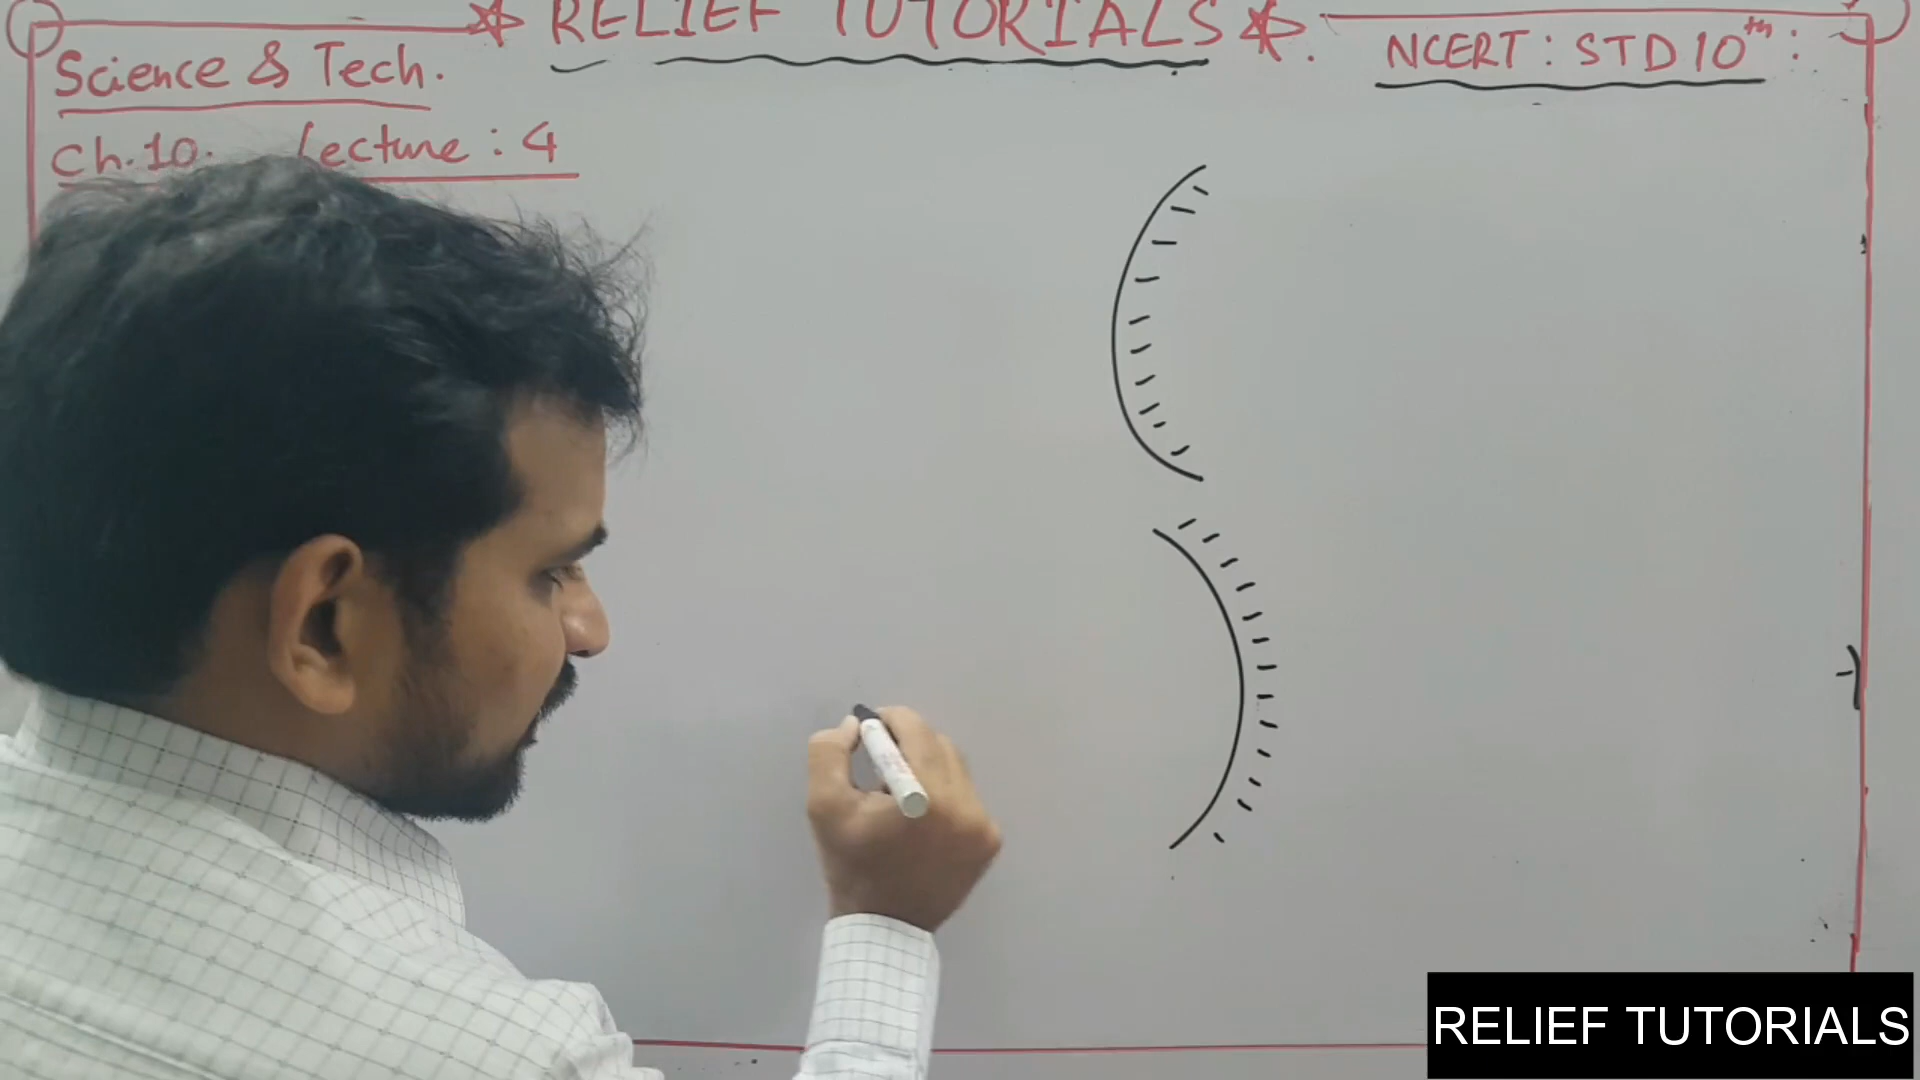 RELIEF TUTORIALS
Science & Tech.
NCERT : STD 10th :
Ch. 10. Lecture : 4
RELIEF TUTORIALS